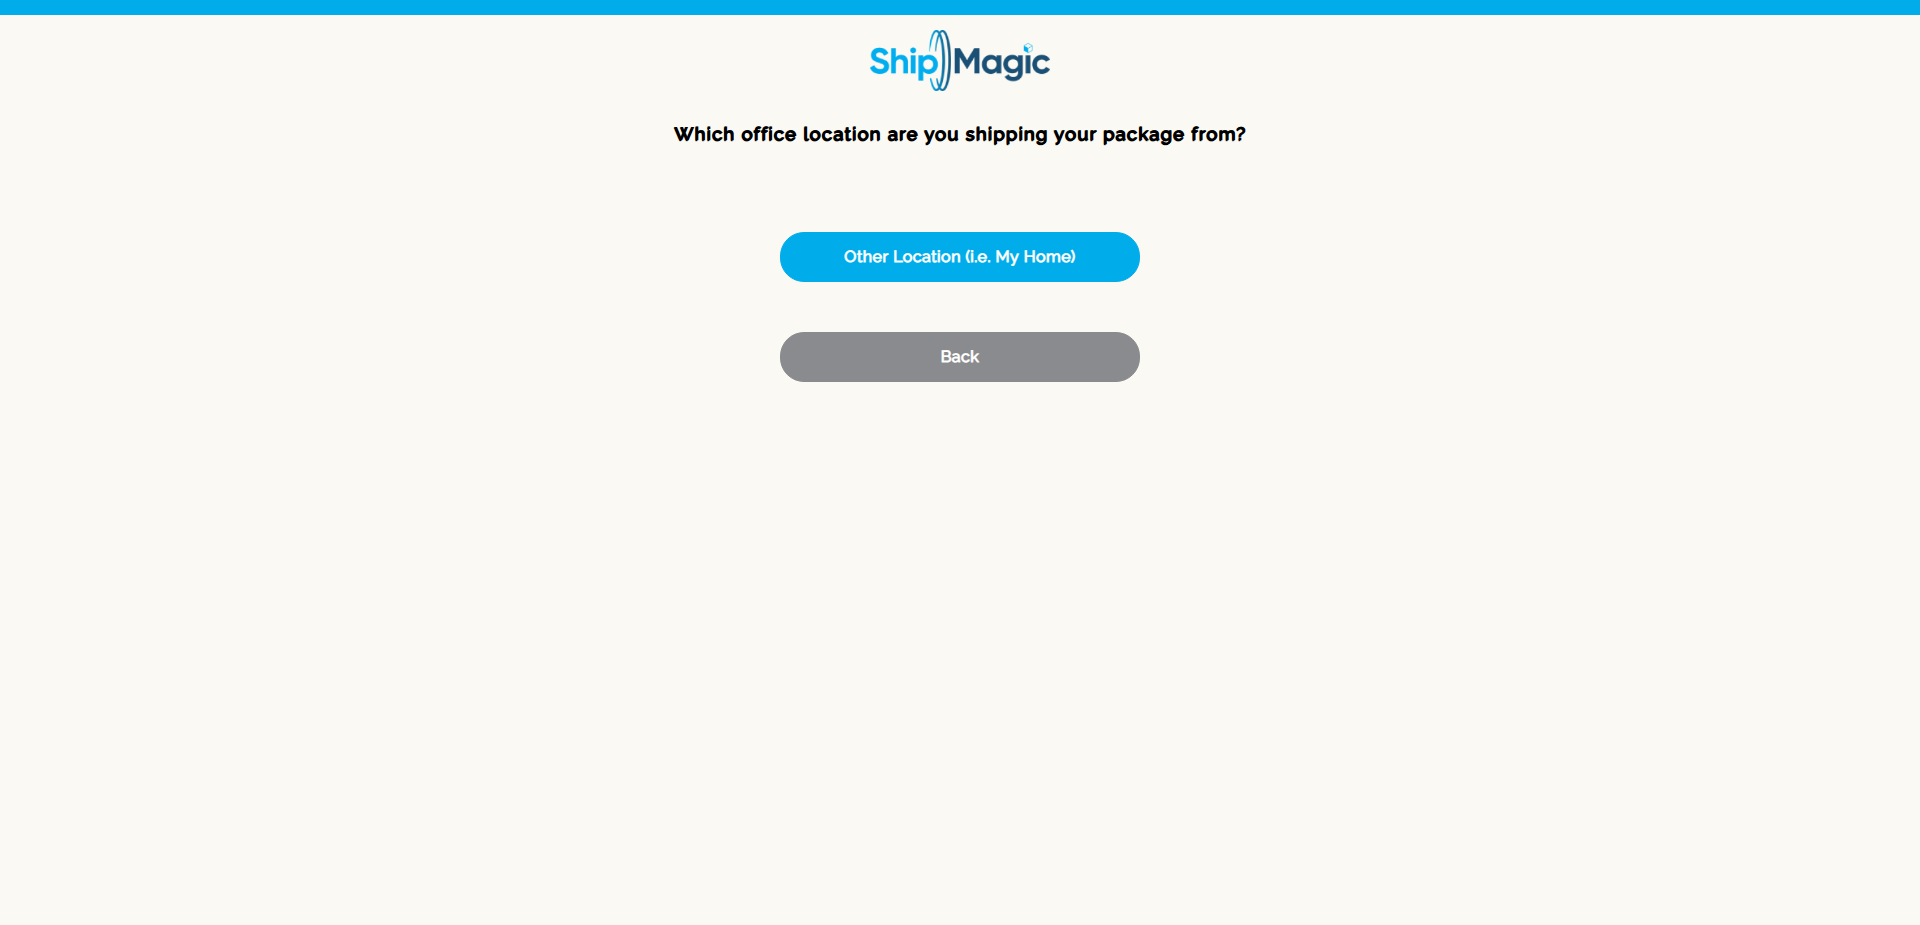 ShipMagic
Which office location are you shipping your package from?
Other Location (i.e. My Home)
Back